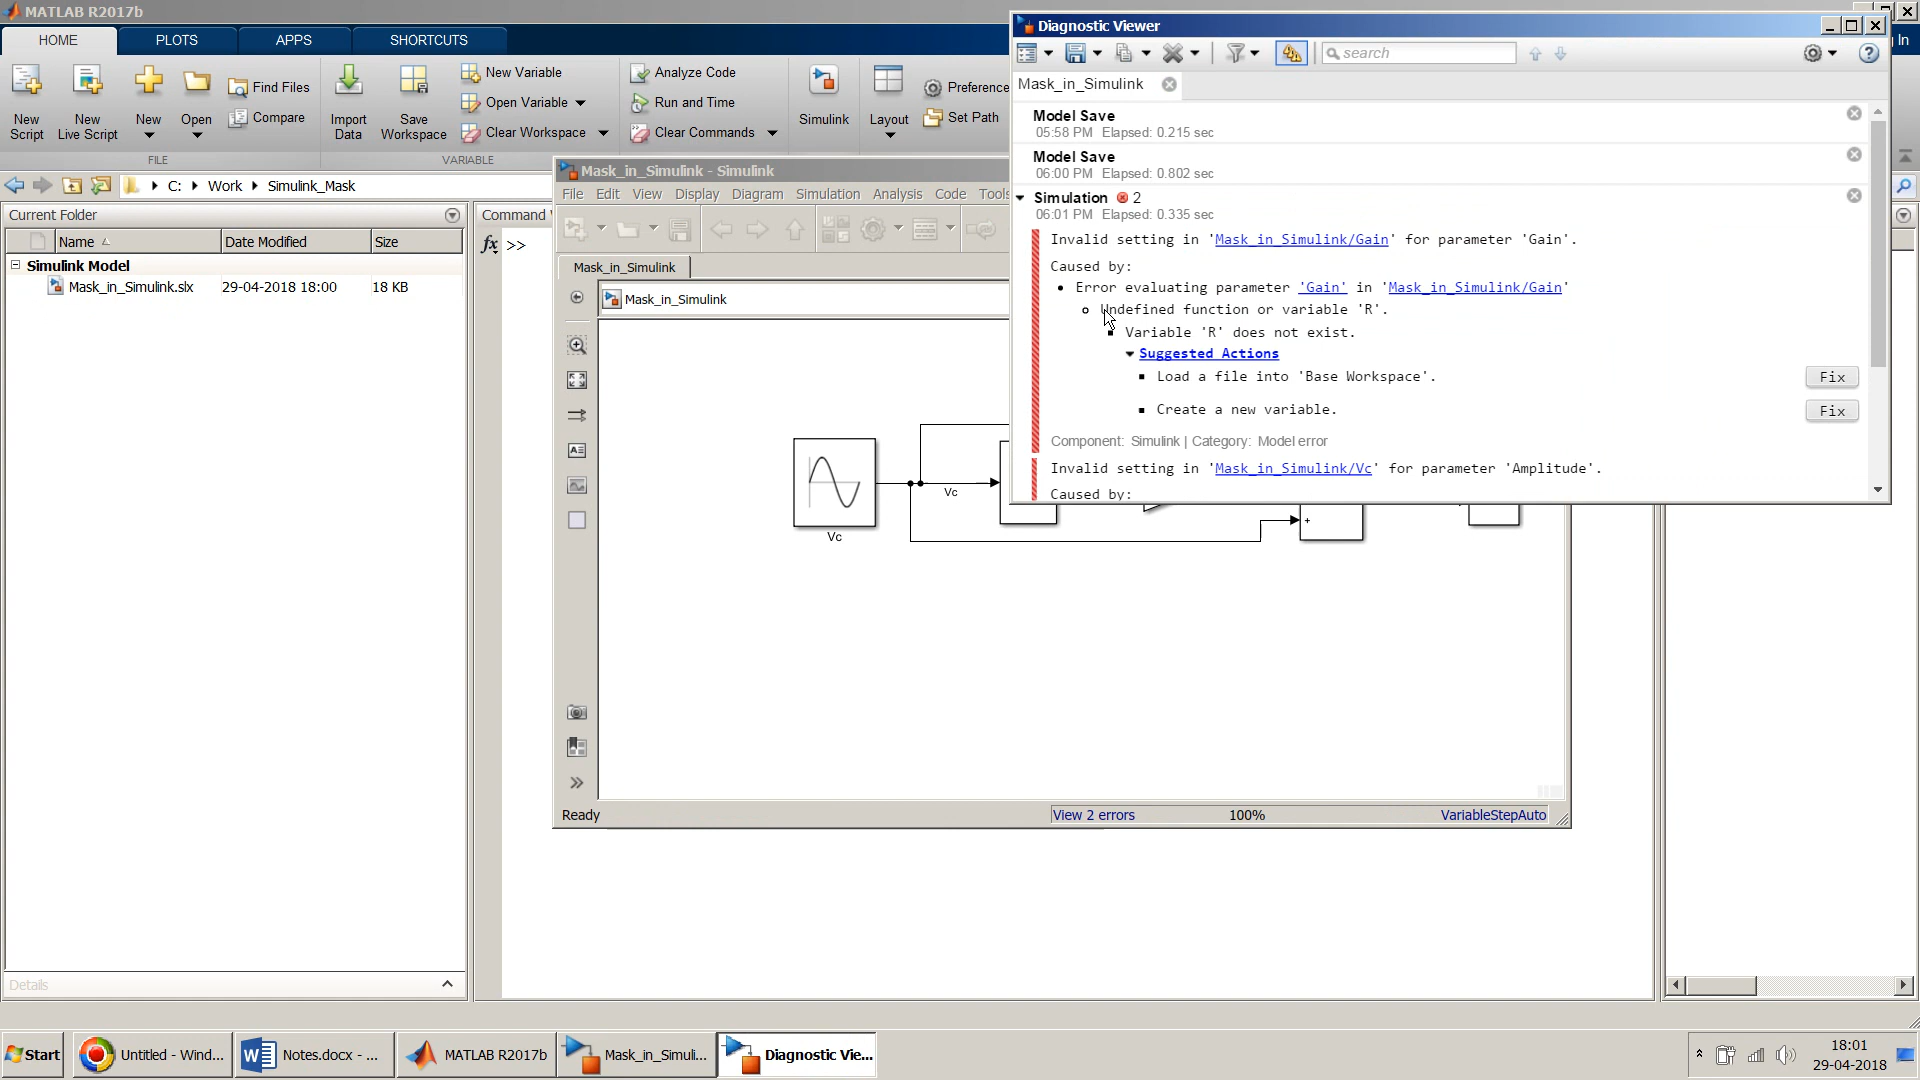 MATLAB R2017b
HOME
PLOTS
APPS
SHORTCUTS
New Script
New Live Script
New
Open
Find Files
Compare
Import Data
Save Workspace
New Variable
Open Variable
Clear Workspace
Analyze Code
Run and Time
Clear Commands
Simulink
Layout
Preference
Set Path
FILE
VARIABLE
C:
Work
Simulink_Mask
Current Folder
Name
Date Modified
Size
Simulink Model
Mask_in_Simulink.slx
29-04-2018 18:00
18 KB
Details
Command
fx >>
Mask_in_Simulink - Simulink
File
Edit
View
Display
Diagram
Simulation
Analysis
Code
Tools
Mask_in_Simulink
Mask_in_Simulink
Vc
Vc
+
Ready
View 2 errors
100%
VariableStepAuto
Diagnostic Viewer
search
Mask_in_Simulink
Model Save
05:58 PM Elapsed: 0.215 sec
Model Save
06:00 PM Elapsed: 0.802 sec
Simulation 2
06:01 PM Elapsed: 0.335 sec
Invalid setting in 'Mask_in_Simulink/Gain' for parameter 'Gain'.
Caused by:
Error evaluating parameter 'Gain' in 'Mask_in_Simulink/Gain'
Undefined function or variable 'R'.
Variable 'R' does not exist.
Suggested Actions
Load a file into 'Base Workspace'.
Fix
Create a new variable.
Fix
Component: Simulink | Category: Model error
Invalid setting in 'Mask_in_Simulink/Vc' for parameter 'Amplitude'.
Caused by:
In
Start
Untitled - Wind...
Notes.docx - ...
MATLAB R2017b
Mask_in_Simuli...
Diagnostic Vie...
18:01
29-04-2018